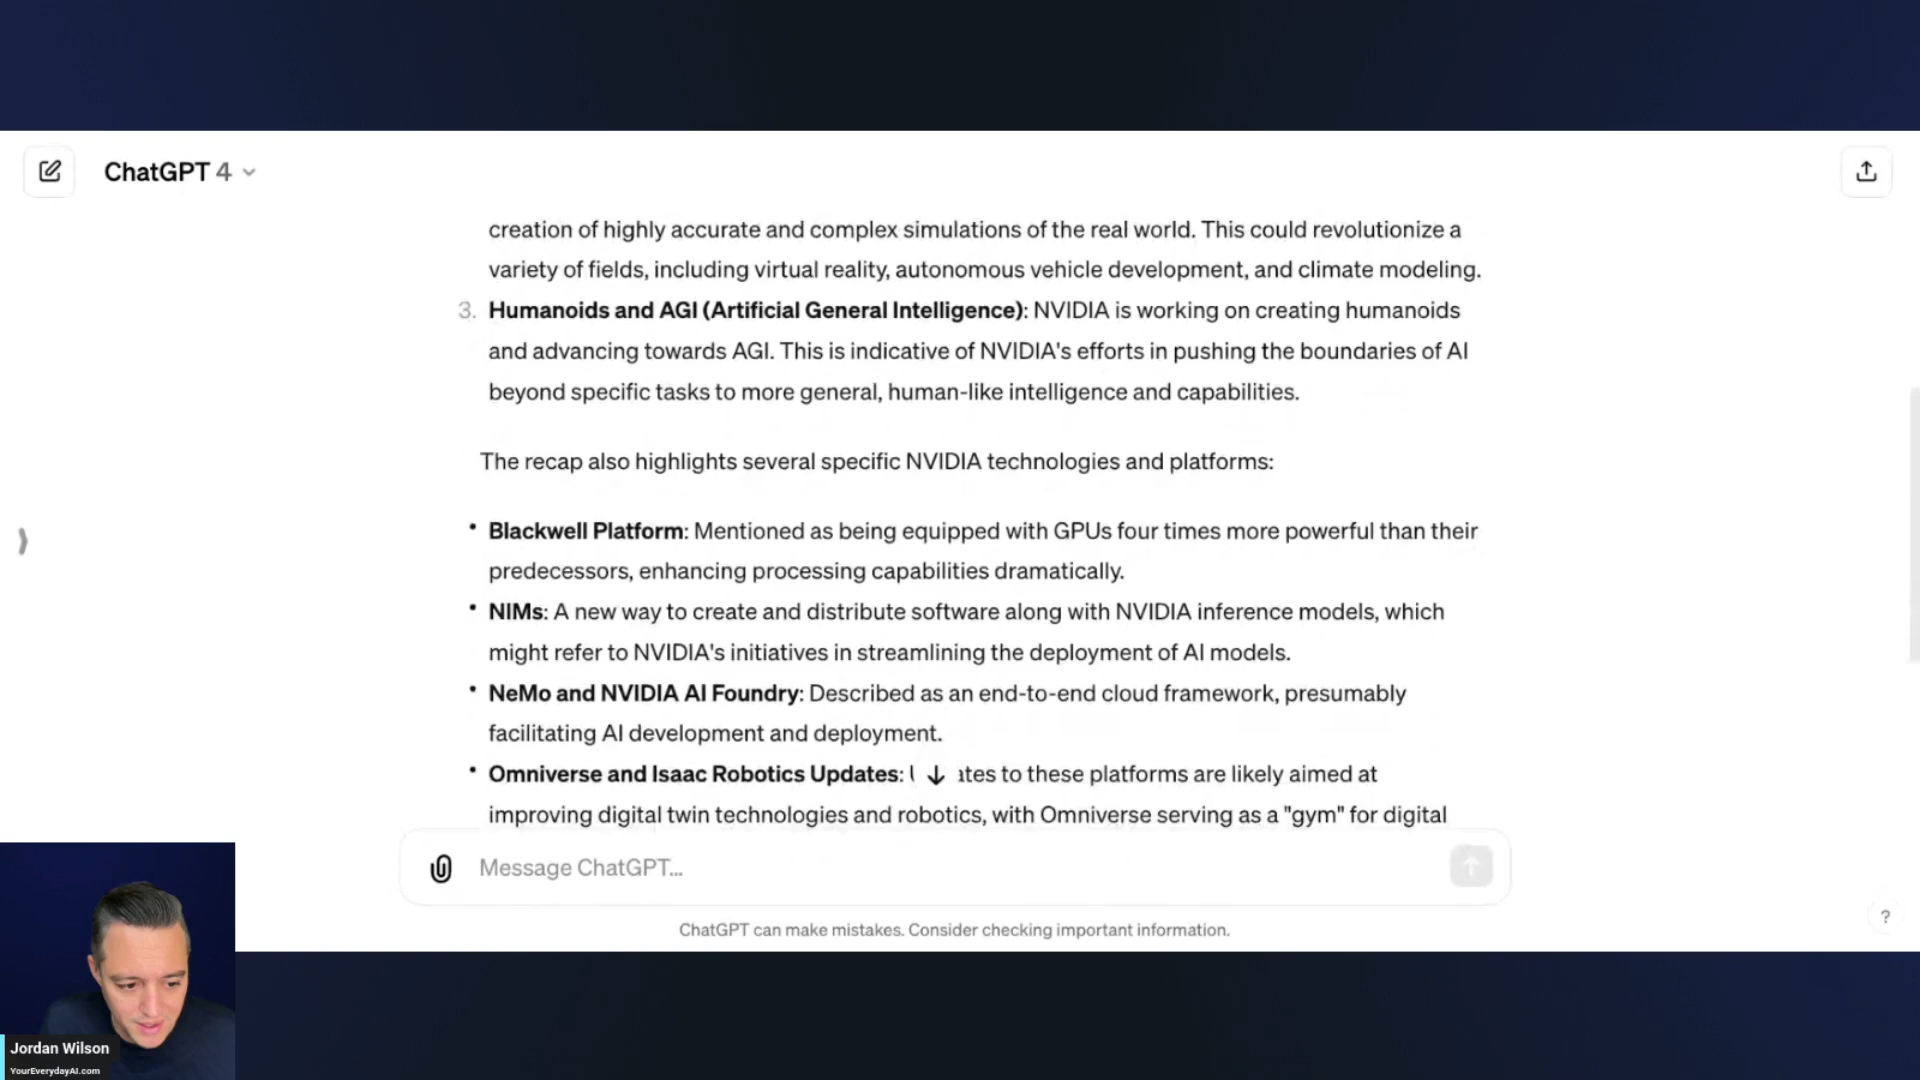 ChatGPT 4
creation of highly accurate and complex simulations of the real world. This could revolutionize a
variety of fields, including virtual reality, autonomous vehicle development, and climate modeling.
3. Humanoids and AGI (Artificial General Intelligence): NVIDIA is working on creating humanoids
and advancing towards AGI. This is indicative of NVIDIA's efforts in pushing the boundaries of AI
beyond specific tasks to more general, human-like intelligence and capabilities.
The recap also highlights several specific NVIDIA technologies and platforms:
• Blackwell Platform: Mentioned as being equipped with GPUs four times more powerful than their
predecessors, enhancing processing capabilities dramatically.
• NIMs: A new way to create and distribute software along with NVIDIA inference models, which
might refer to NVIDIA's initiatives in streamlining the deployment of AI models.
• NeMo and NVIDIA AI Foundry: Described as an end-to-end cloud framework, presumably
facilitating AI development and deployment.
• Omniverse and Isaac Robotics Updates: to these platforms are likely aimed at
improving digital twin technologies and robotics, with Omniverse serving as a "gym" for digital
Message ChatGPT...
ChatGPT can make mistakes. Consider checking important information.
?
Jordan Wilson
YourEverydayAI.com